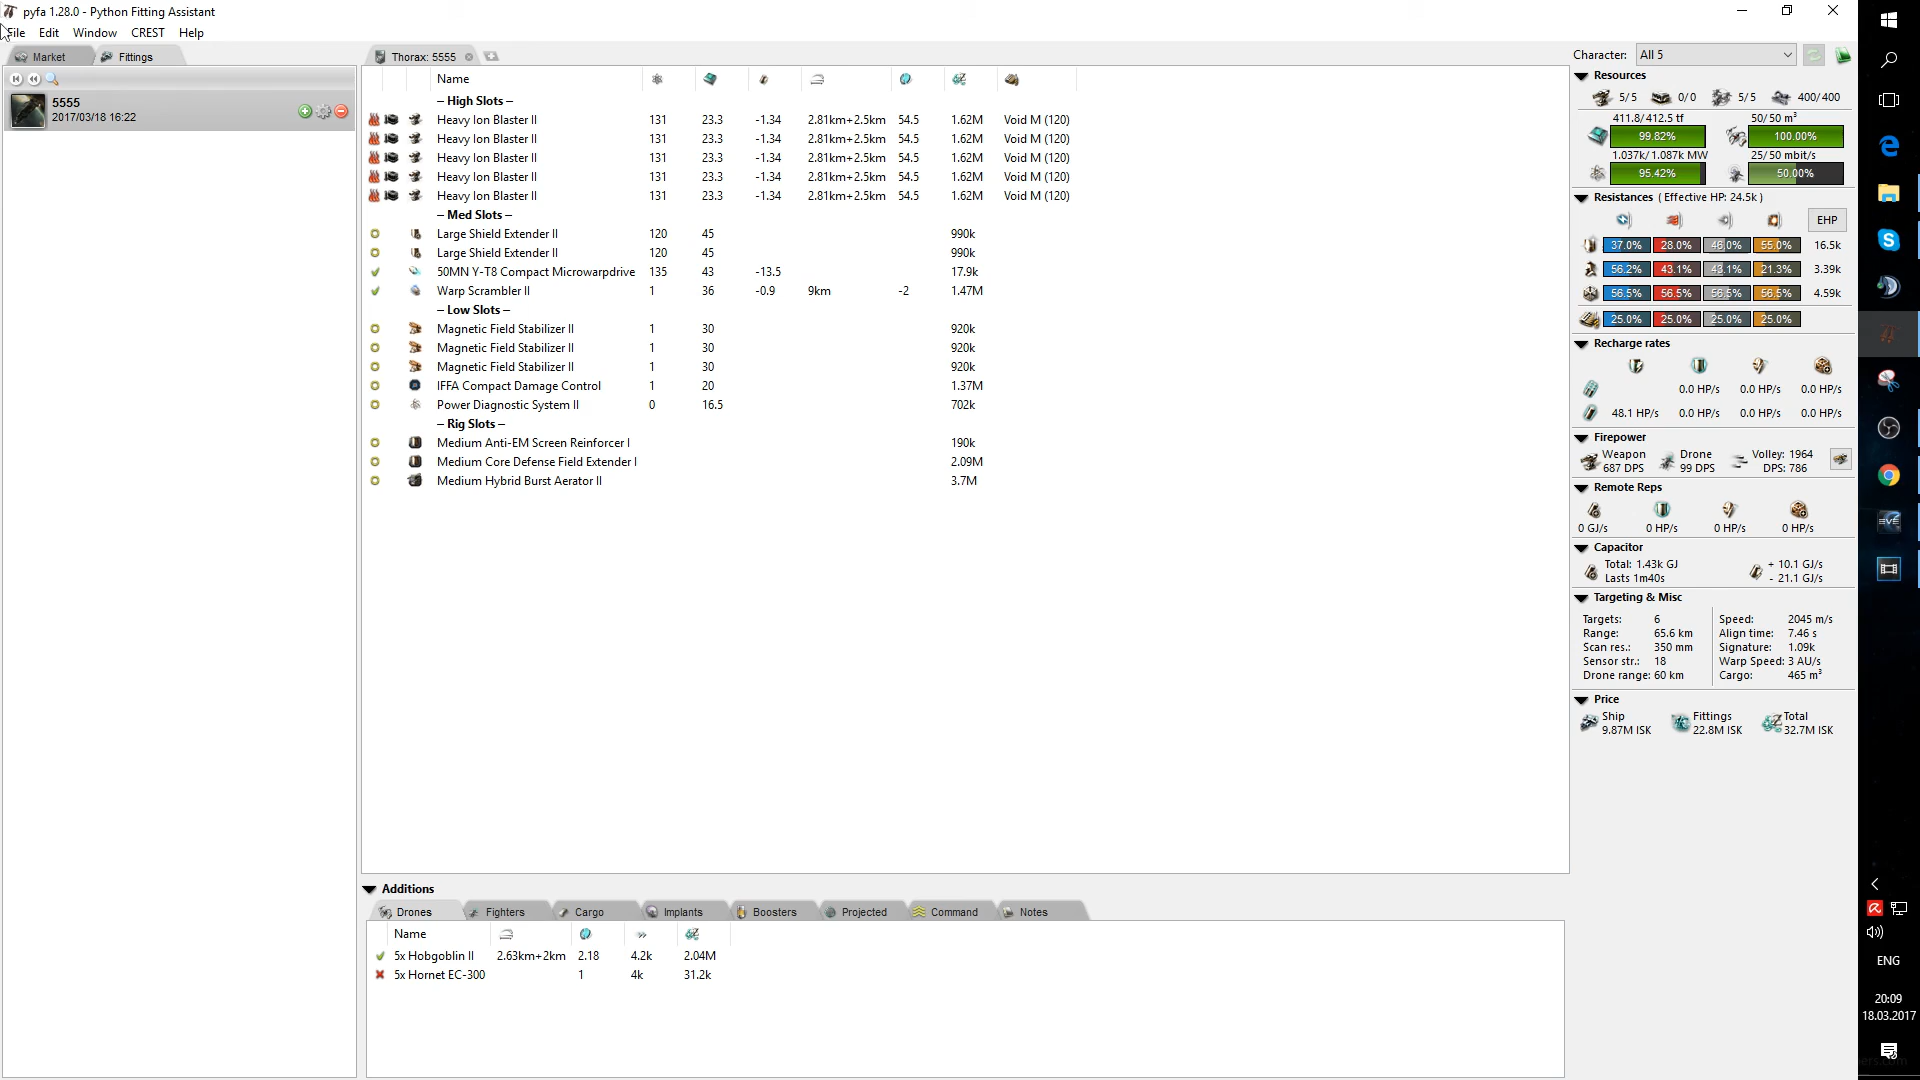 pyfa 1.28.0 - Python Fitting Assistant
File Edit Window CREST Help
Market Fittings
5555
2017/03/18 16:22
Thorax: 5555
Name
– High Slots –
Heavy Ion Blaster II 131 23.3 -1.34 2.81km+2.5km 54.5 1.62M Void M (120)
Heavy Ion Blaster II 131 23.3 -1.34 2.81km+2.5km 54.5 1.62M Void M (120)
Heavy Ion Blaster II 131 23.3 -1.34 2.81km+2.5km 54.5 1.62M Void M (120)
Heavy Ion Blaster II 131 23.3 -1.34 2.81km+2.5km 54.5 1.62M Void M (120)
Heavy Ion Blaster II 131 23.3 -1.34 2.81km+2.5km 54.5 1.62M Void M (120)
– Med Slots –
Large Shield Extender II 120 45 990k
Large Shield Extender II 120 45 990k
50MN Y-T8 Compact Microwarpdrive 135 43 -13.5 17.9k
Warp Scrambler II 1 36 -0.9 9km -2 1.47M
– Low Slots –
Magnetic Field Stabilizer II 1 30 920k
Magnetic Field Stabilizer II 1 30 920k
Magnetic Field Stabilizer II 1 30 920k
IFFA Compact Damage Control 1 20 1.37M
Power Diagnostic System II 0 16.5 702k
– Rig Slots –
Medium Anti-EM Screen Reinforcer I 190k
Medium Core Defense Field Extender I 2.09M
Medium Hybrid Burst Aerator II 3.7M
Additions
Drones Fighters Cargo Implants Boosters Projected Command Notes
Name
5x Hobgoblin II 2.63km+2km 2.18 4.2k 2.04M
5x Hornet EC-300 1 4k 31.2k
Character: All 5
Resources
5/5 0/0 5/5 400/400
411.8/412.5 tf 50/50 m³
99.82% 100.00%
1.037k/1.087k MW 25/50 mbit/s
95.42% 50.00%
Resistances (Effective HP: 24.5k)
EHP
37.0% 28.0% 46.0% 55.0% 16.5k
56.2% 43.1% 43.1% 21.3% 3.39k
56.5% 56.5% 56.5% 56.5% 4.59k
25.0% 25.0% 25.0% 25.0%
Recharge rates
0.0 HP/s 0.0 HP/s 0.0 HP/s
48.1 HP/s 0.0 HP/s 0.0 HP/s 0.0 HP/s
Firepower
Weapon Drone Volley: 1964
687 DPS 99 DPS DPS: 786
Remote Reps
0 GJ/s 0 HP/s 0 HP/s 0 HP/s
Capacitor
Total: 1.43k GJ + 10.1 GJ/s
Lasts 1m40s - 21.1 GJ/s
Targeting & Misc
Targets: 6 Speed: 2045 m/s
Range: 65.6 km Align time: 7.46 s
Scan res.: 350 mm Signature: 1.09k
Sensor str.: 18 Warp Speed: 3 AU/s
Drone range: 60 km Cargo: 465 m³
Price
Ship Fittings Total
9.87M ISK 22.8M ISK 32.7M ISK
EVE
ENG
20:09
18.03.2017